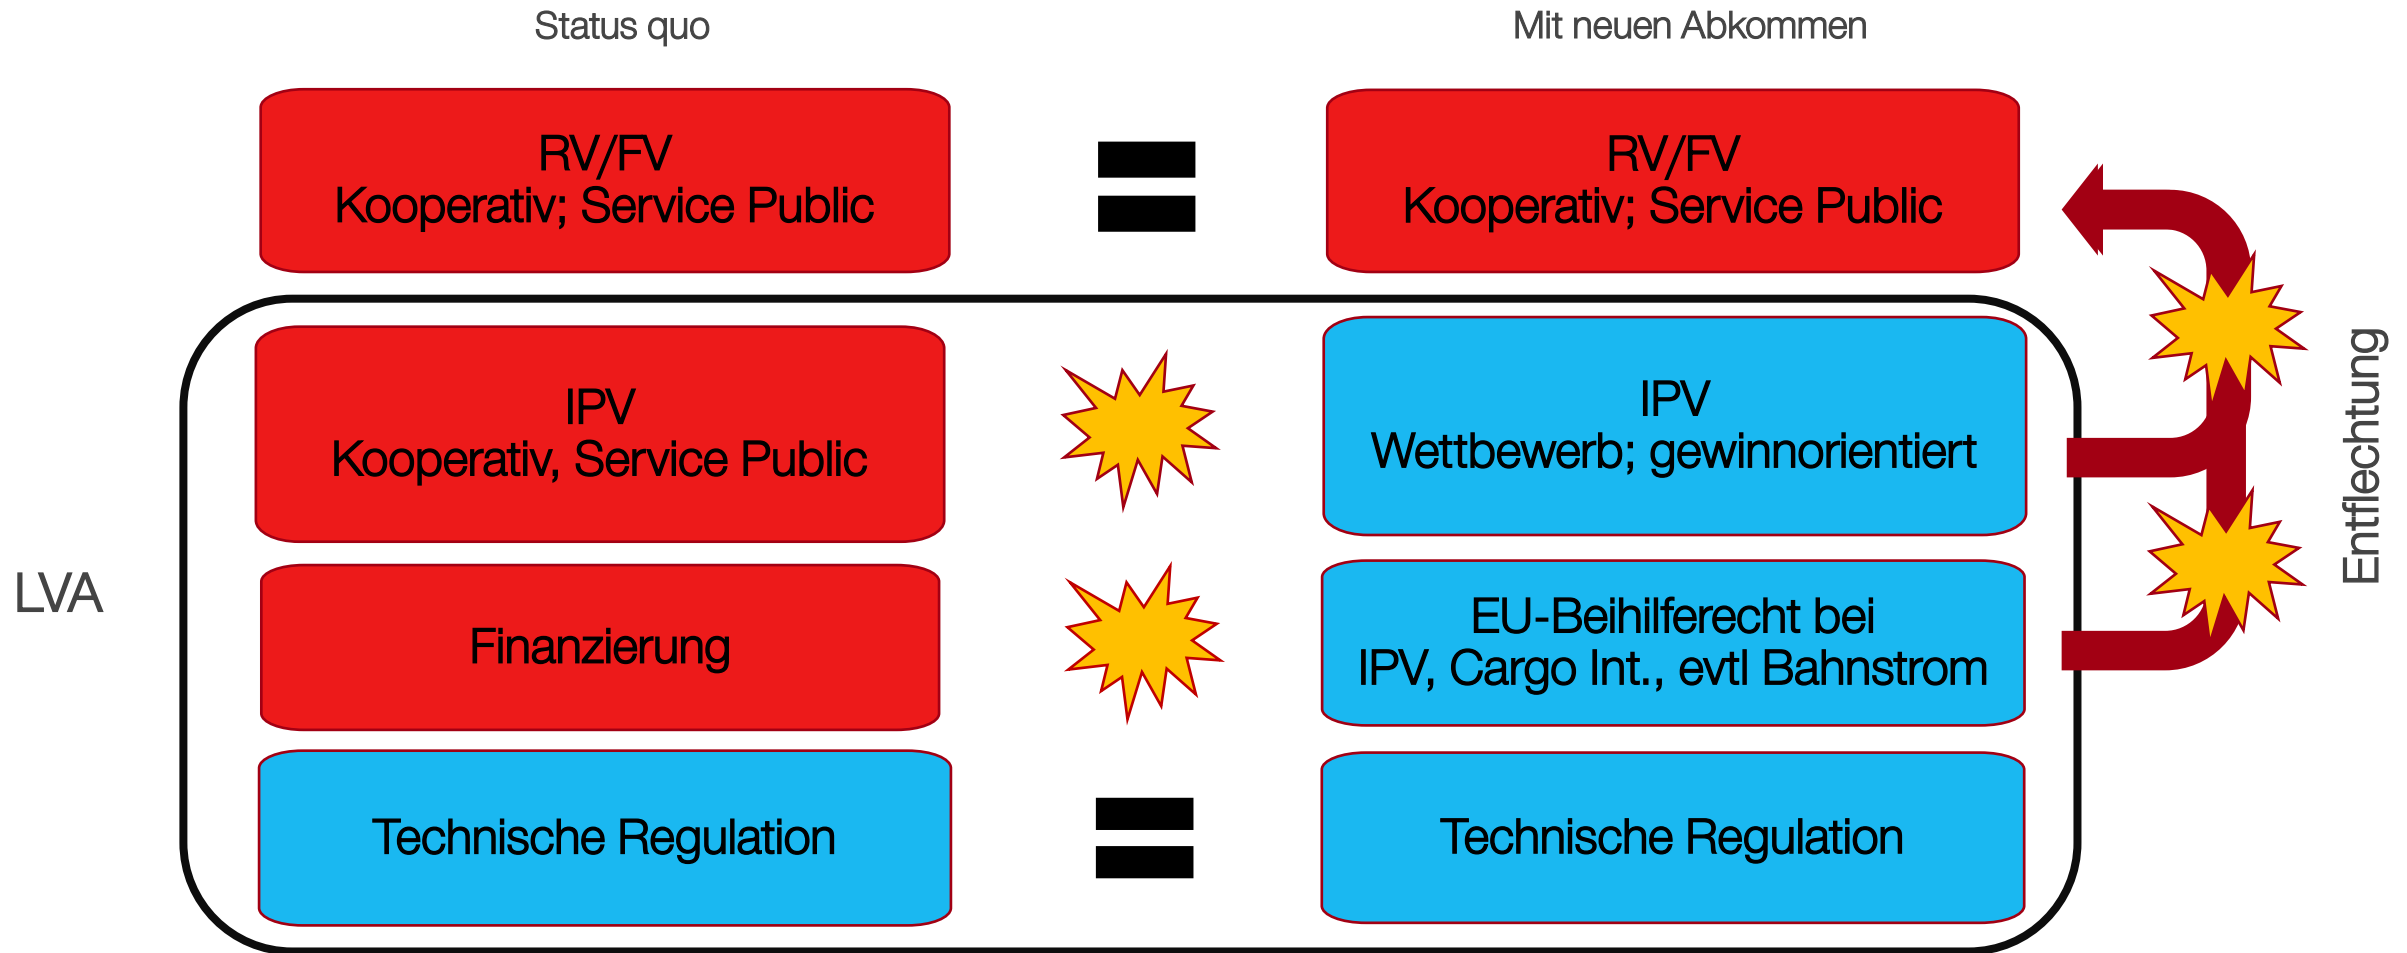 Status quo
Mit neuen Abkommen
RV/FV
Kooperativ; Service Public
RV/FV
Kooperativ; Service Public
IPV
Kooperativ, Service Public
IPV
Wettbewerb; gewinnorientiert
LVA
Finanzierung
EU-Beihilferecht bei
IPV, Cargo Int., evtl Bahnstrom
Technische Regulation
Technische Regulation
Entflechtung